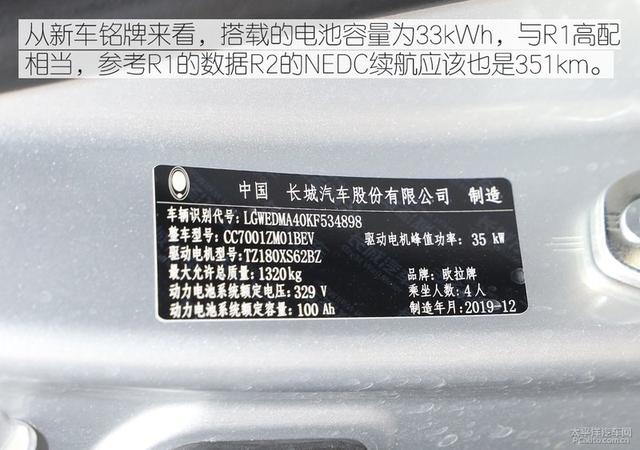 从新车铭牌来看，搭载的电池容量为33kWh，与R1高配
相当，参考R1的数据R2的NEDC续航应该也是351km。
中国 长城汽车股份有限公司 制造
车辆识别代号：LGWEDMA40KF534898
整车型号：CC7001ZM01BEV 驱动电机峰值功率：35 kW
驱动电机型号：TZ180XS62BZ
最大允许总质量：1320kg 品牌：欧拉牌
动力电池系统额定电压：329 V 乘坐人数：4人
动力电池系统额定容量：100 Ah 制造年月：2019-12
太平洋汽车网
PCauto.com.cn